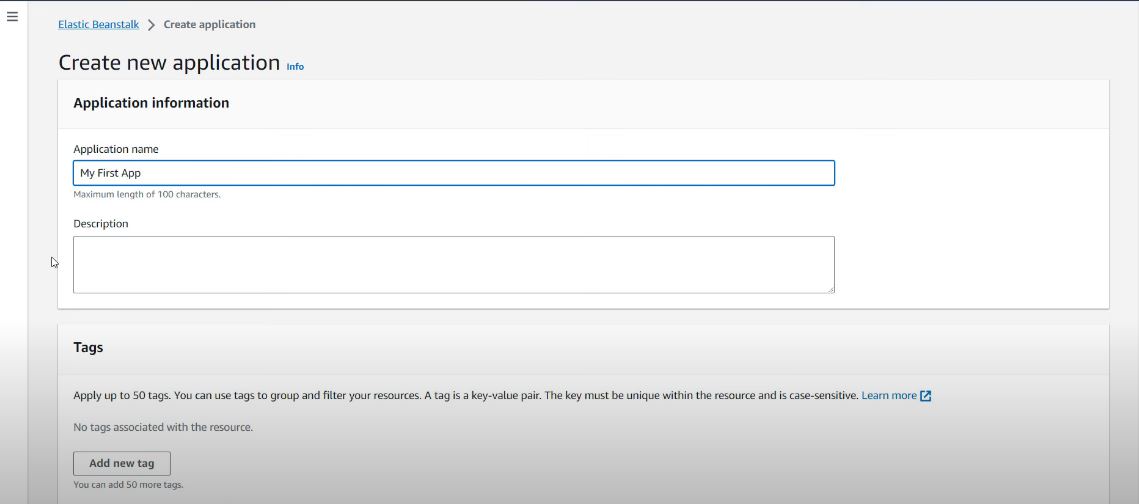 Elastic Beanstalk > Create application
Create new application Info
Application information
Application name
My First App
Maximum length of 100 characters.
Description
Tags
Apply up to 50 tags. You can use tags to group and filter your resources. A tag is a key-value pair. The key must be unique within the resource and is case-sensitive. Learn more
No tags associated with the resource.
Add new tag
You can add 50 more tags.